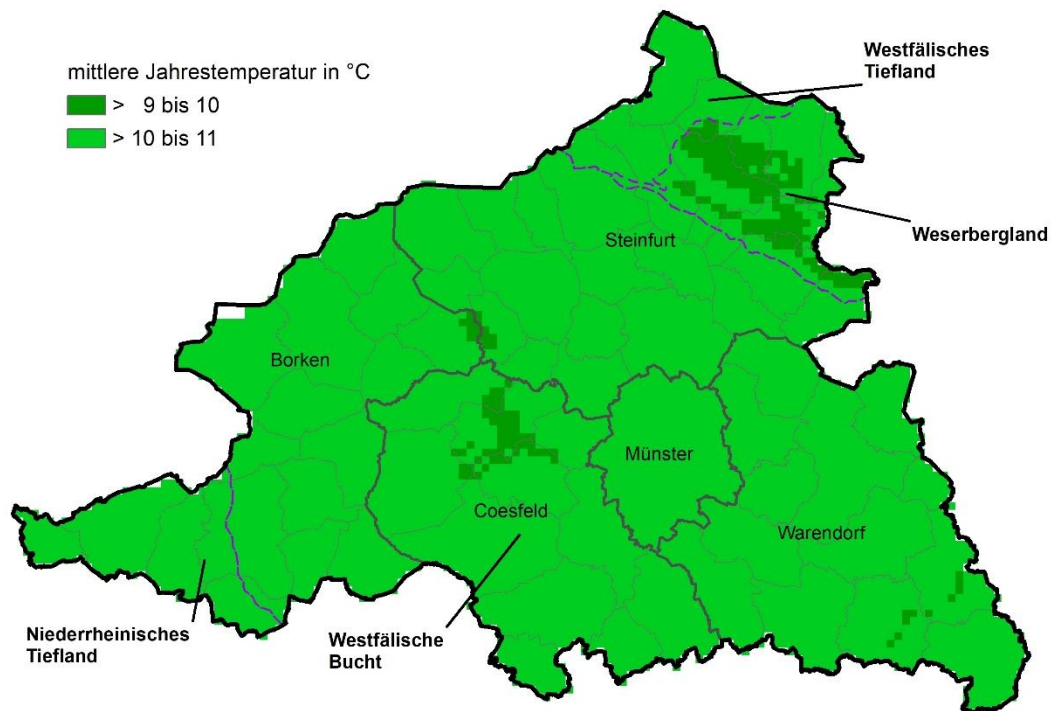 Westfälisches
Tiefland
mittlere Jahrestemperatur in °C
> 9 bis 10
> 10 bis 11
Weserbergland
Steinfurt
Borken
Münster
Coesfeld
Warendorf
Niederrheinisches
Tiefland
Westfälische
Bucht